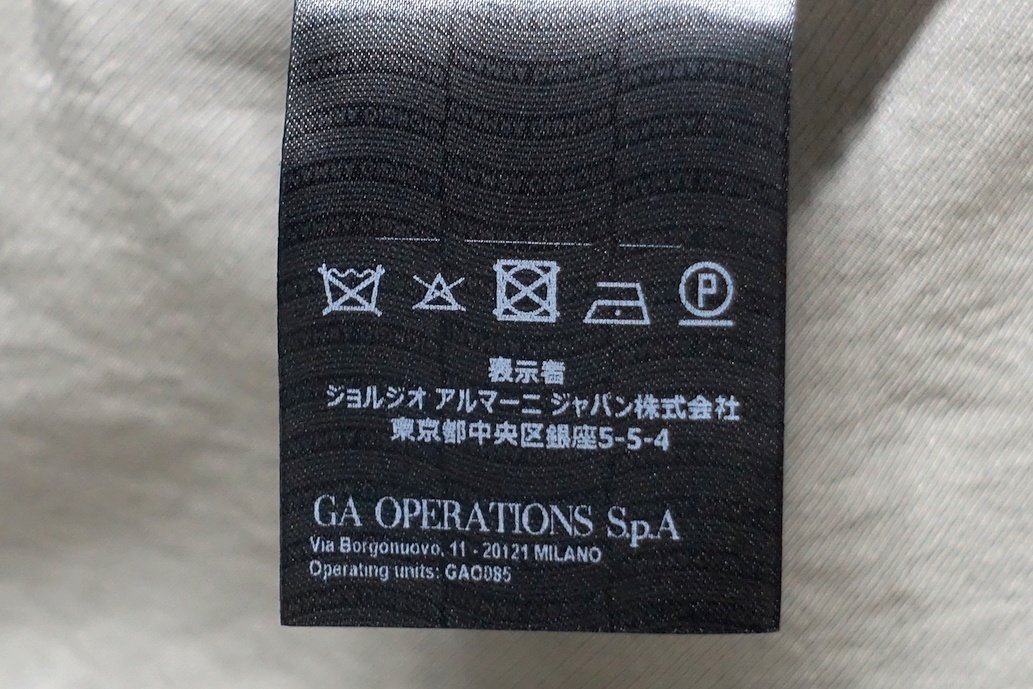 P
表示者
ジョルジオ アルマーニ ジャパン株式会社
東京都中央区銀座5-5-4
GA OPERATIONS S.p.A
Via Borgonuovo, 11 - 20121 MILANO
Operating units: GAO085